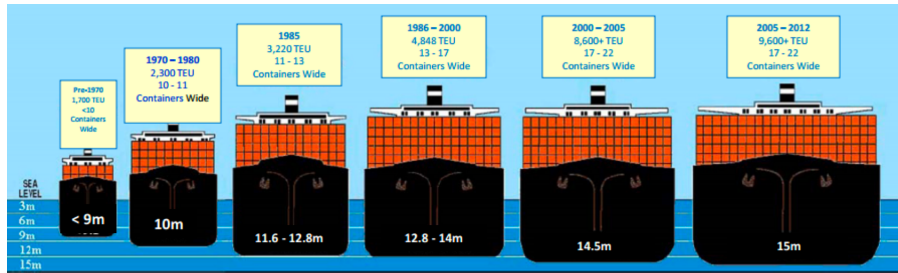 Pre-1970
1,700 TEU
<10
Containers
Wide
1970 – 1980
2,300 TEU
10 - 11
Containers Wide
1985
3,220 TEU
11 - 13
Containers Wide
1986 – 2000
4,848 TEU
13 - 17
Containers Wide
2000 – 2005
8,600+ TEU
17 - 22
Containers Wide
2005 – 2012
9,600+ TEU
17 - 22
Containers Wide
SEA
LEVEL
3m
6m
9m
12m
15m
< 9m
10m
11.6 - 12.8m
12.8 - 14m
14.5m
15m